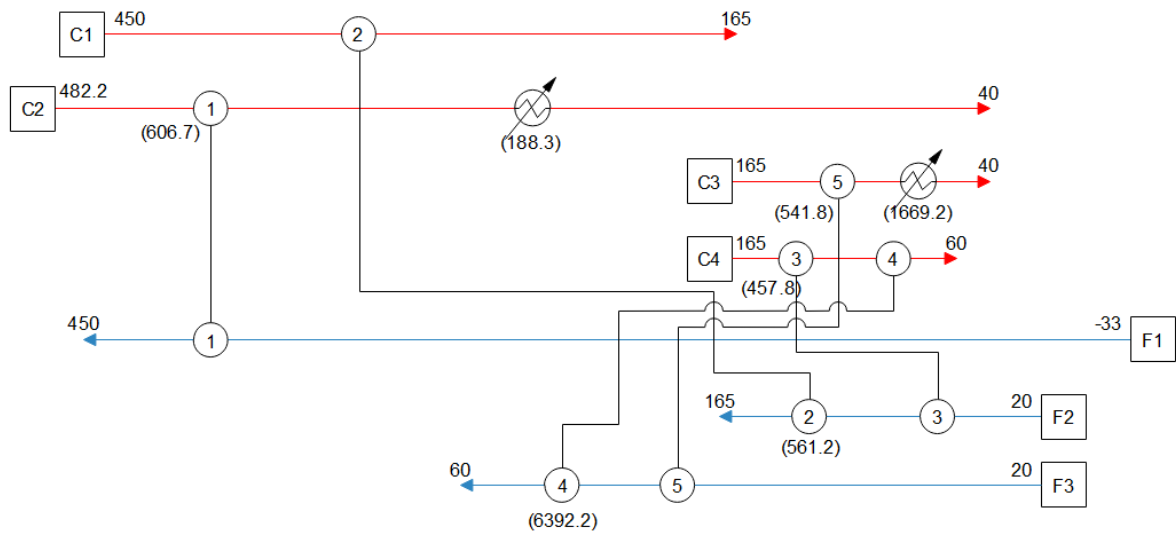 C1 450 2 165
C2 482.2 1 40
(606.7) (188.3)
C3 165 5 40
(541.8) (1669.2)
C4 165 3 4 60
(457.8)
450 1 -33 F1
165 2 3 20 F2
(561.2)
60 4 5 20 F3
(6392.2)